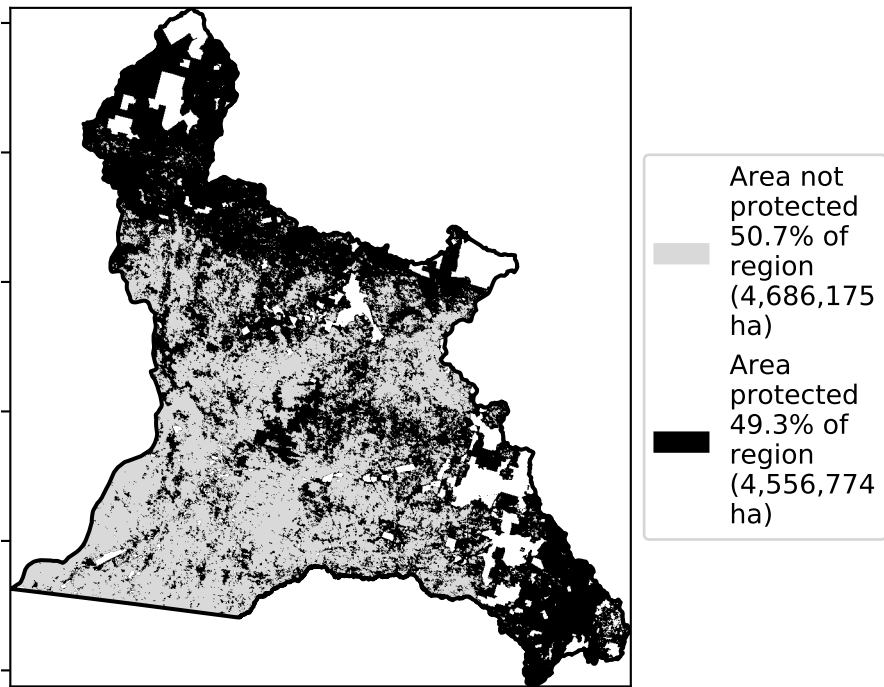 Area not
protected
50.7% of
region
(4,686,175
ha)
Area
protected
49.3% of
region
(4,556,774
ha)